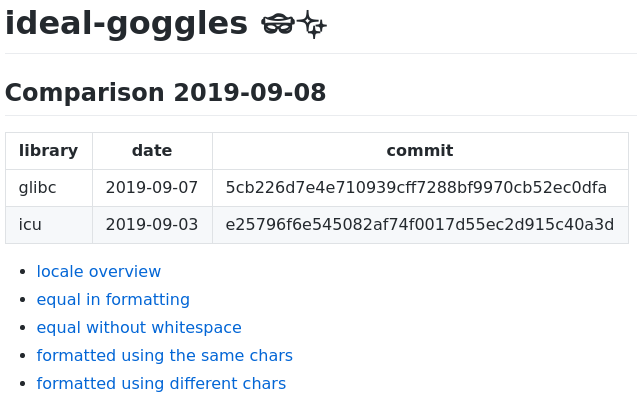 ideal-goggles 🥽✨
Comparison 2019-09-08
library date commit
glibc 2019-09-07 5cb226d7e4e710939cff7288bf9970cb52ec0dfa
icu 2019-09-03 e25796f6e545082af74f0017d55ec2d915c40a3d
locale overview
equal in formatting
equal without whitespace
formatted using the same chars
formatted using different chars